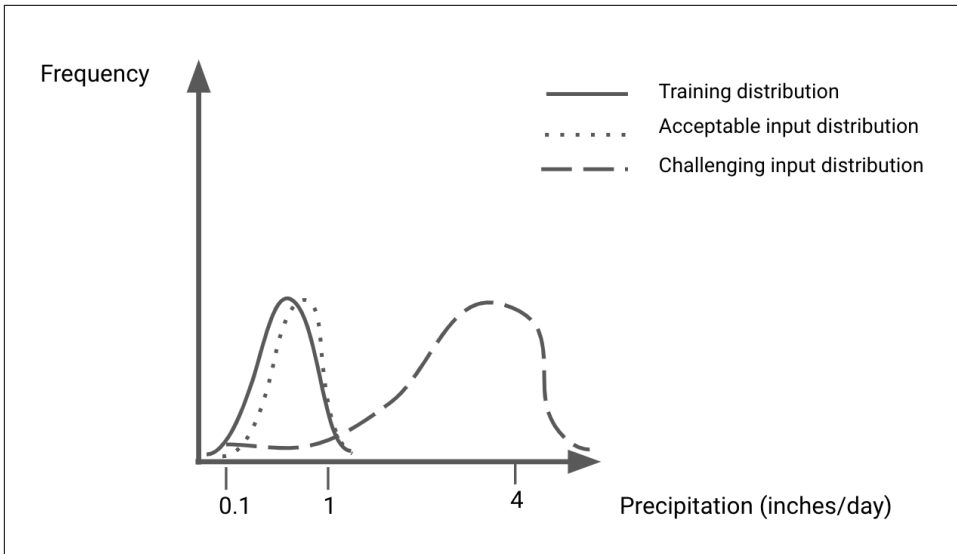 Frequency
Training distribution
Acceptable input distribution
Challenging input distribution
0.1
1
4
Precipitation (inches/day)